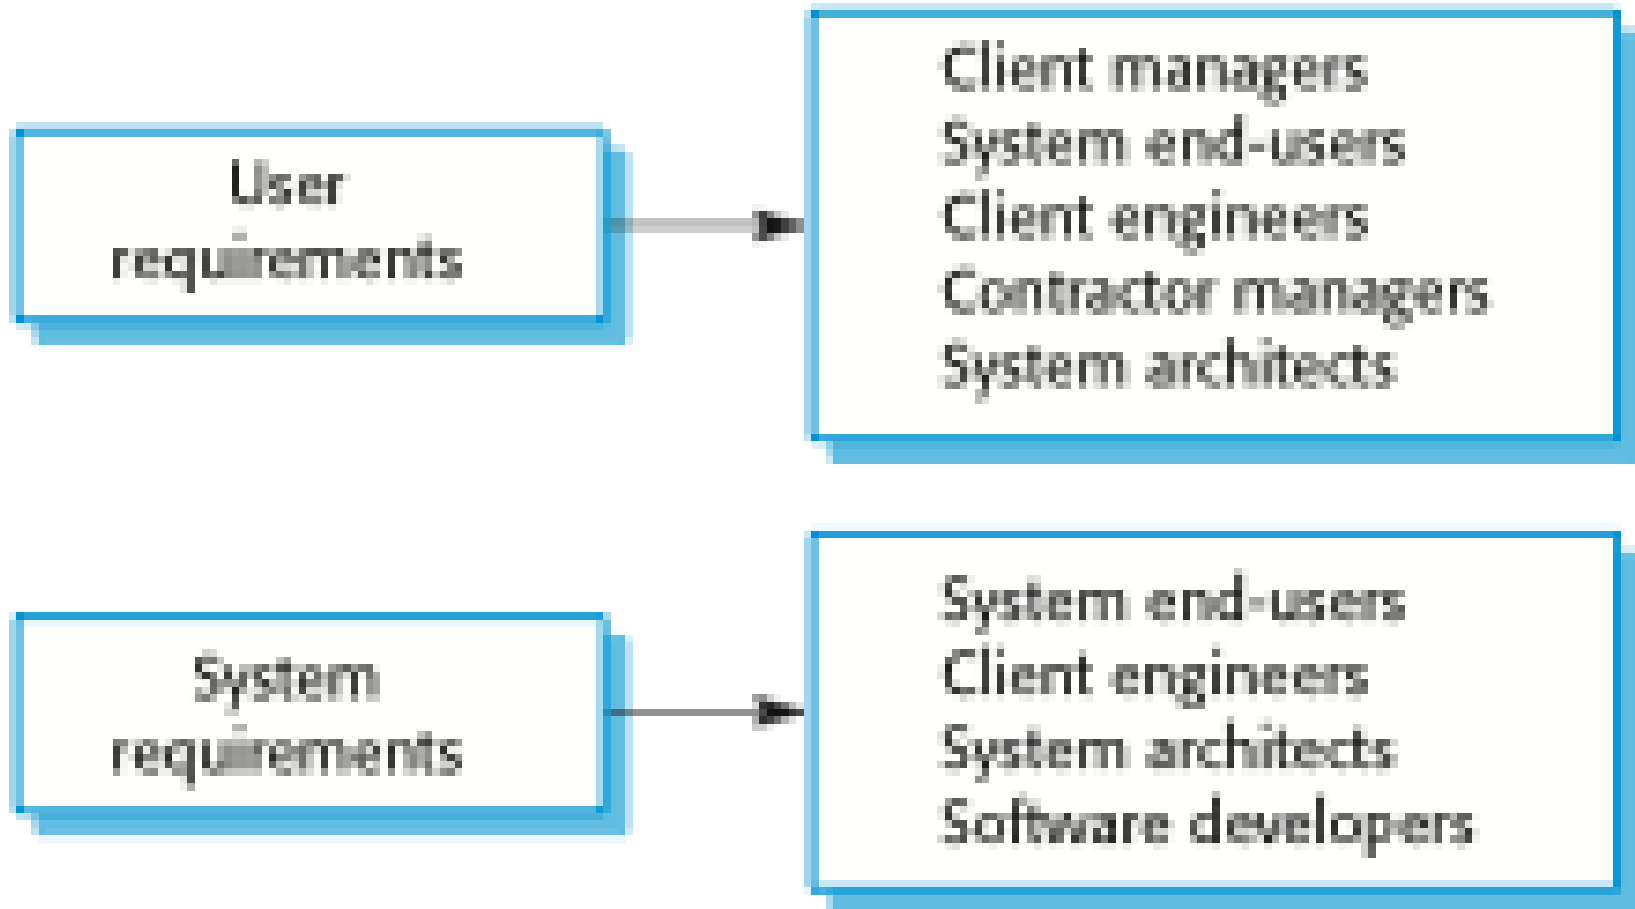 User
requirements
Client managers
System end-users
Client engineers
Contractor managers
System architects
System
requirements
System end-users
Client engineers
System architects
Software developers